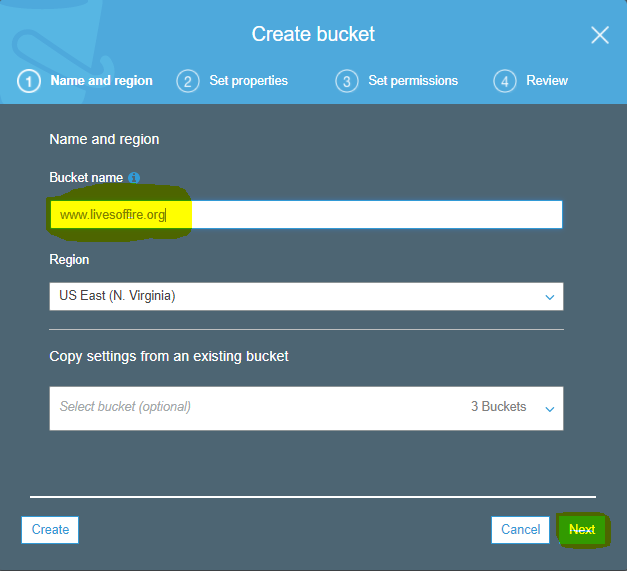 Create bucket
1 Name and region 2 Set properties 3 Set permissions 4 Review
Name and region
Bucket name
www.livesoffire.org
Region
US East (N. Virginia)
Copy settings from an existing bucket
Select bucket (optional) 3 Buckets
Create Cancel Next